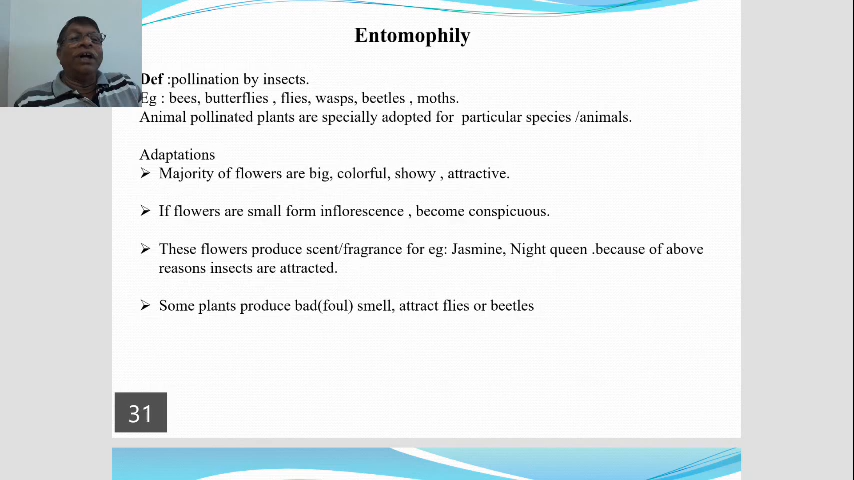 Entomophily
Def :pollination by insects.
Eg : bees, butterflies , flies, wasps, beetles , moths.
Animal pollinated plants are specially adopted for particular species /animals.
Adaptations
➢ Majority of flowers are big, colorful, showy , attractive.
➢ If flowers are small form inflorescence , become conspicuous.
➢ These flowers produce scent/fragrance for eg: Jasmine, Night queen .because of above
reasons insects are attracted.
➢ Some plants produce bad(foul) smell, attract flies or beetles
31